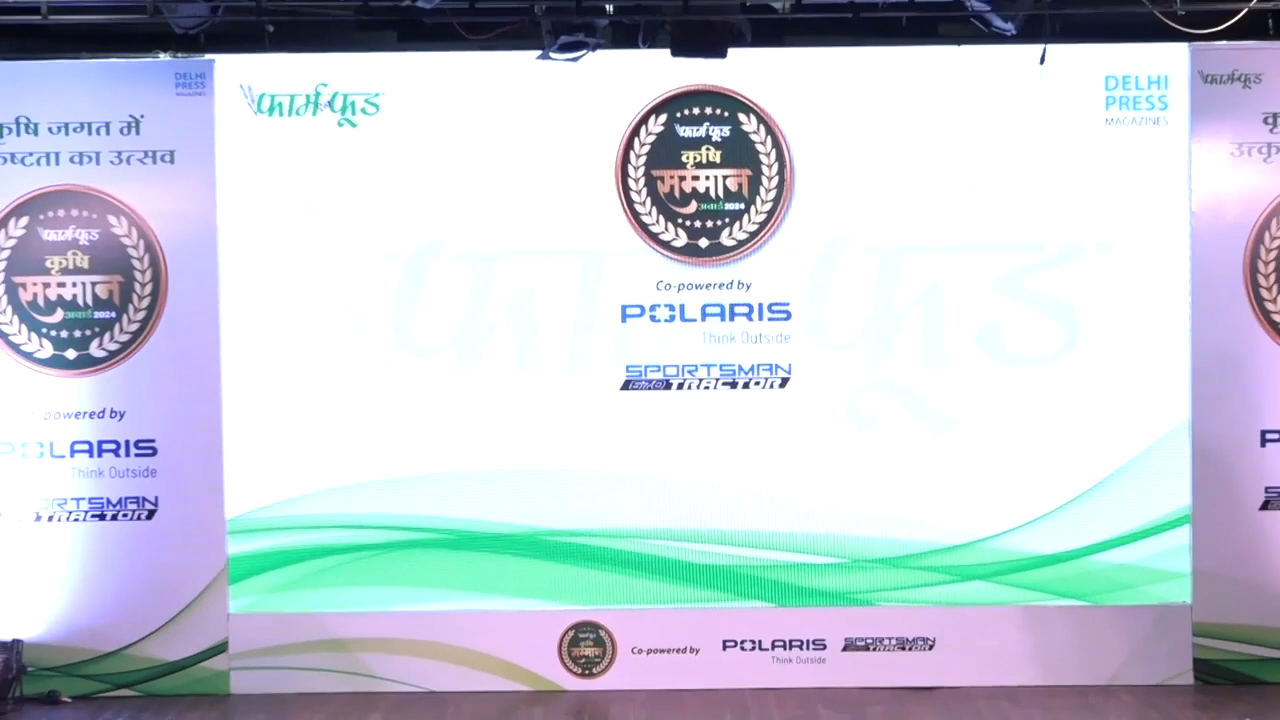 DELHI
PRESS
MAGAZINES
कृषि जगत में
का उत्सव
फार्म फूड
कृषि
सम्मान
अवार्ड 2024
powered by
POLARIS
Think Outside
SPORTSMAN
TRACTOR
फार्म फूड
DELHI
PRESS
MAGAZINES
फार्म फूड
कृषि
सम्मान
अवार्ड 2024
Co-powered by
POLARIS
Think Outside
SPORTSMAN
TRACTOR
फार्म फूड
फार्म फूड
कृषि
सम्मान
Co-powered by
POLARIS
Think Outside
SPORTSMAN
TRACTOR
फार्म फूड